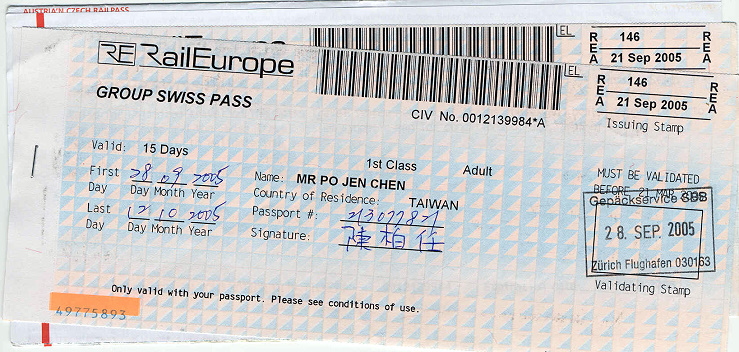 AUSTRIA'N CZECH RAILPASS
EL
REA 146 REA
21 Sep 2005
RE RailEurope
EL
REA 146 REA
21 Sep 2005
GROUP SWISS PASS
CIV No. 0012139984*A
Issuing Stamp
Valid: 15 Days
1st Class Adult
First 28 09 2005
Day Day Month Year
Name: MR PO JEN CHEN
Country of Residence: TAIWAN
Last 12 10 2005
Day Day Month Year
Passport #:
Signature: 陳柏任
MUST BE VALIDATED
BEFORE 21 MAR
Gepäckservice SBB
28. SEP. 2005
Zürich Flughafen 030163
Validating Stamp
Only valid with your passport. Please see conditions of use.
49775893